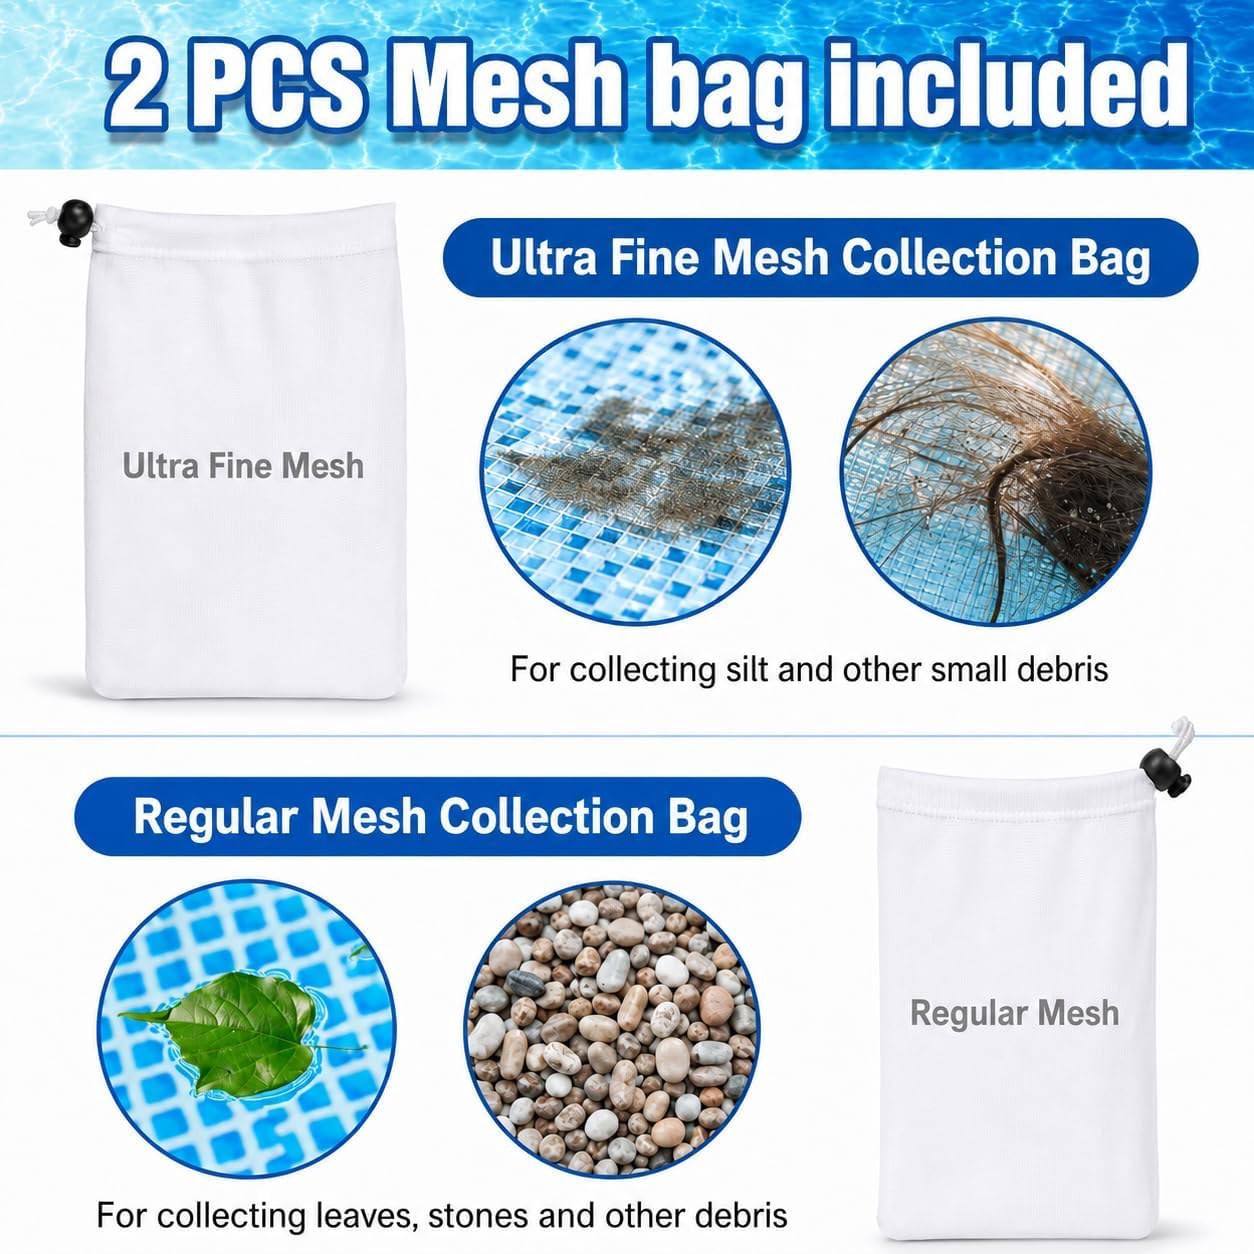 2 PCS Mesh bag included
Ultra Fine Mesh Collection Bag
Ultra Fine Mesh
For collecting silt and other small debris
Regular Mesh Collection Bag
Regular Mesh
For collecting leaves, stones and other debris